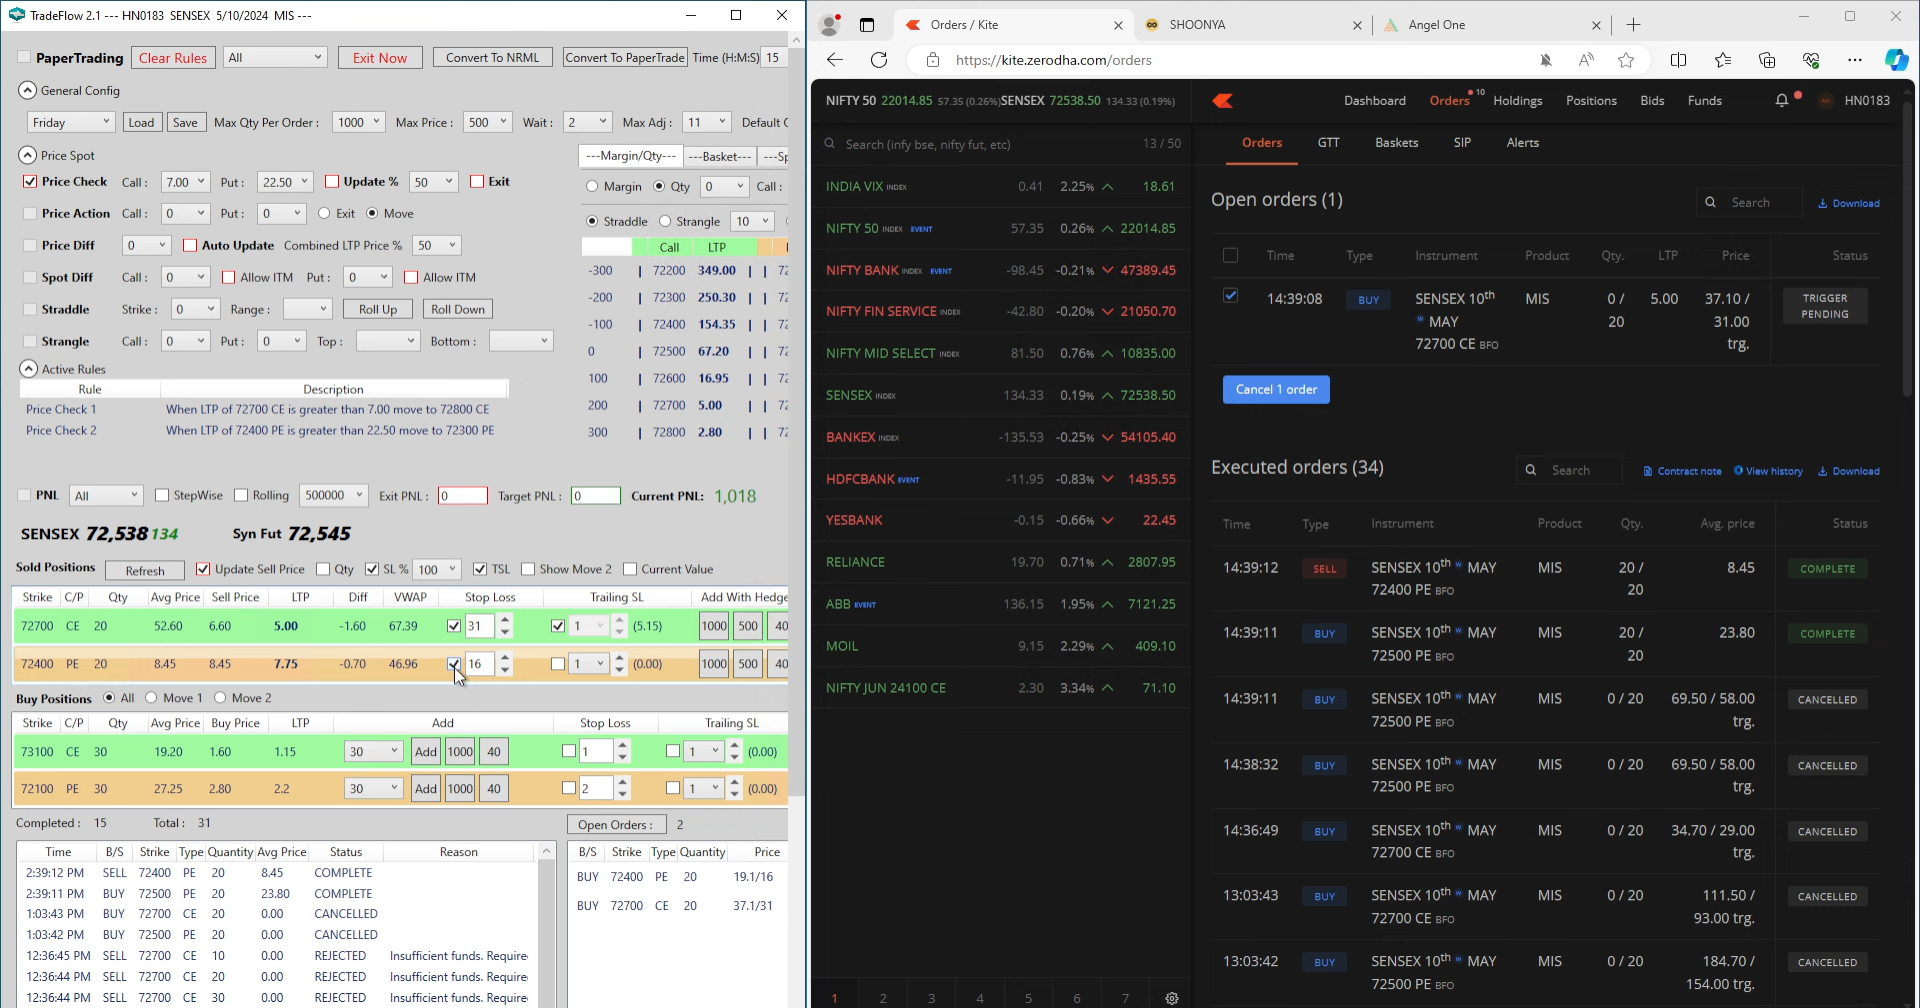 TradeFlow 2.1 --- HN0183 SENSEX 5/10/2024 MIS ---
PaperTrading Clear Rules All Exit Now Convert To NRML Convert To PaperTrade Time (H:M:S) 15
General Config
Friday Load Save Max Qty Per Order : 1000 Max Price : 500 Wait : 2 Max Adj : 11 Default
Price Spot
Price Check Call : 7.00 Put : 22.50 Update % 50 Exit
Price Action Call : 0 Put : 0 Exit Move
Price Diff 0 Auto Update Combined LTP Price % 50
Spot Diff Call : 0 Allow ITM Put : 0 Allow ITM
Straddle Strike : 0 Range : Roll Up Roll Down
Strangle Call : 0 Put : 0 Top : Bottom :
---Margin/Qty--- ---Basket---
Margin Qty 0 Call :
Straddle Strangle 10
Call LTP
-300 | 72200 349.00 | |
-200 | 72300 250.30 | |
-100 | 72400 154.35 | |
0 | 72500 67.20 | |
100 | 72600 16.95 | |
200 | 72700 5.00 | |
300 | 72800 2.80 | |
Active Rules
Rule Description
Price Check 1 When LTP of 72700 CE is greater than 7.00 move to 72800 CE
Price Check 2 When LTP of 72400 PE is greater than 22.50 move to 72300 PE
PNL All StepWise Rolling 500000 Exit PNL : 0 Target PNL : 0 Current PNL: 1,018
SENSEX 72,538 134 Syn Fut 72,545
Sold Positions Refresh Update Sell Price Qty SL % 100 TSL Show Move 2 Current Value
Strike C/P Qty Avg Price Sell Price LTP Diff VWAP Stop Loss Trailing SL Add With Hedge
72700 CE 20 52.60 6.60 5.00 -1.60 67.39 31 1 (5.15) 1000 500 40
72400 PE 20 8.45 8.45 7.75 -0.70 46.96 16 1 (0.00) 1000 500 40
Buy Positions All Move 1 Move 2
Strike C/P Qty Avg Price Buy Price LTP Add Stop Loss Trailing SL
73100 CE 30 19.20 1.60 1.15 30 Add 1000 40 1 1 (0.00)
72100 PE 30 27.25 2.80 2.2 30 Add 1000 40 2 1 (0.00)
Completed : 15 Total : 31
Time B/S Strike Type Quantity Avg Price Status Reason
2:39:12 PM SELL 72400 PE 20 8.45 COMPLETE
2:39:11 PM BUY 72500 PE 20 23.80 COMPLETE
1:03:43 PM BUY 72700 CE 20 0.00 CANCELLED
1:03:42 PM BUY 72500 PE 20 0.00 CANCELLED
12:36:45 PM SELL 72700 CE 10 0.00 REJECTED Insufficient funds. Require
12:36:44 PM SELL 72700 CE 20 0.00 REJECTED Insufficient funds. Require
12:36:44 PM SELL 72700 CE 30 0.00 REJECTED Insufficient funds. Require
Open Orders : 2
B/S Strike Type Quantity Price
BUY 72400 PE 20 19.1/16
BUY 72700 CE 20 37.1/31
Orders / Kite
SHOONYA
Angel One
https://kite.zerodha.com/orders
NIFTY 50 22014.85 57.35 (0.26%) SENSEX 72538.50 134.33 (0.19%)
Search (infy bse, nifty fut, etc) 13 / 50
INDIA VIX INDEX 0.41 2.25% 18.61
NIFTY 50 INDEX EVENT 57.35 0.26% 22014.85
NIFTY BANK INDEX EVENT -98.45 -0.21% 47389.45
NIFTY FIN SERVICE INDEX -42.80 -0.20% 21050.70
NIFTY MID SELECT INDEX 81.50 0.76% 10835.00
SENSEX INDEX 134.33 0.19% 72538.50
BANKEX INDEX -135.53 -0.25% 54105.40
HDFCBANK EVENT -11.95 -0.83% 1435.55
YESBANK -0.15 -0.66% 22.45
RELIANCE 19.70 0.71% 2807.95
ABB EVENT 136.15 1.95% 7121.25
MOIL 9.15 2.29% 409.10
NIFTY JUN 24100 CE 2.30 3.34% 71.10
1 2 3 4 5 6 7
Dashboard Orders 10 Holdings Positions Bids Funds HN0183
Orders GTT Baskets SIP Alerts
Open orders (1) Search Download
Time Type Instrument Product Qty. LTP Price Status
14:39:08 BUY SENSEX 10th w MAY 72700 CE BFO MIS 0 / 20 5.00 37.10 / 31.00 trg. TRIGGER PENDING
Cancel 1 order
Executed orders (34) Search Contract note View history Download
Time Type Instrument Product Qty. Avg. price Status
14:39:12 SELL SENSEX 10th w MAY 72400 PE BFO MIS 20 / 20 8.45 COMPLETE
14:39:11 BUY SENSEX 10th w MAY 72500 PE BFO MIS 20 / 20 23.80 COMPLETE
14:39:11 BUY SENSEX 10th w MAY 72500 PE BFO MIS 0 / 20 69.50 / 58.00 trg. CANCELLED
14:38:32 BUY SENSEX 10th w MAY 72500 PE BFO MIS 0 / 20 69.50 / 58.00 trg. CANCELLED
14:36:49 BUY SENSEX 10th w MAY 72700 CE BFO MIS 0 / 20 34.70 / 29.00 trg. CANCELLED
13:03:43 BUY SENSEX 10th w MAY 72700 CE BFO MIS 0 / 20 111.50 / 93.00 trg. CANCELLED
13:03:42 BUY SENSEX 10th w MAY 72500 PE BFO MIS 0 / 20 184.70 / 154.00 trg. CANCELLED